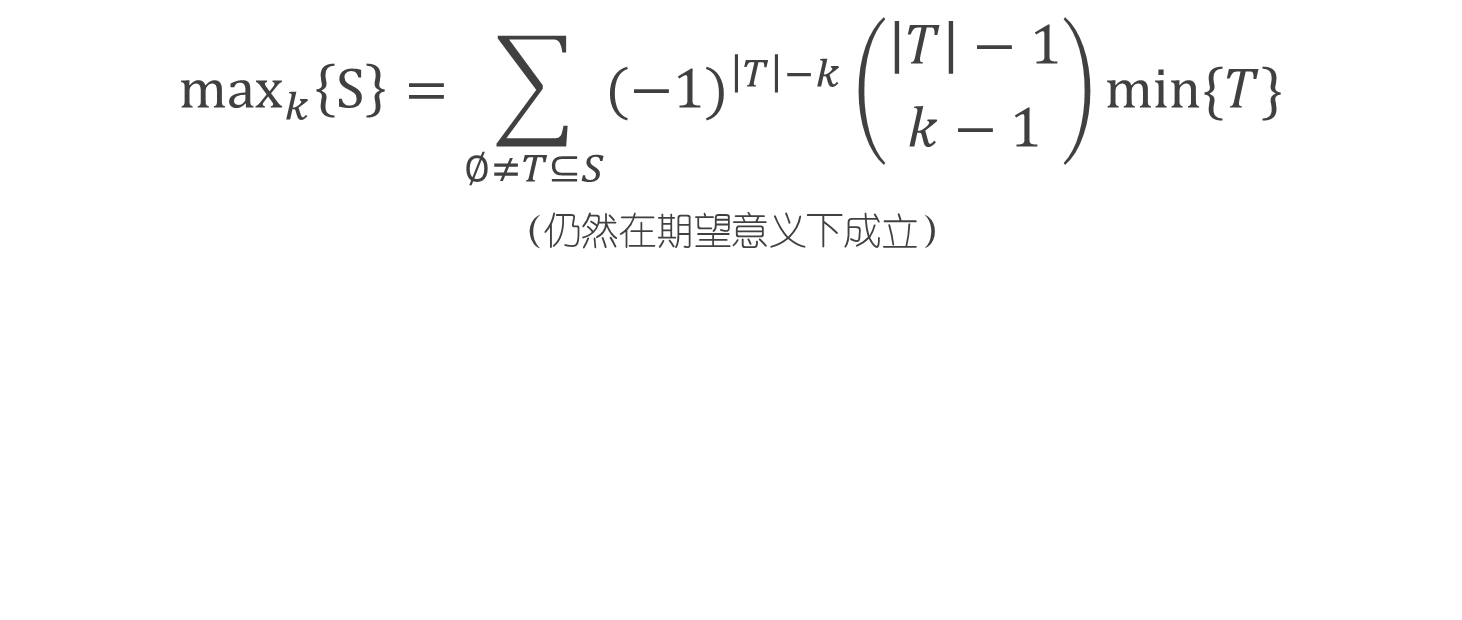 max_k{S} = ∑_{∅≠T⊆S} (−1)^{|T|−k} \binom{|T|−1}{k−1} min{T}
(仍然在期望意义下成立)